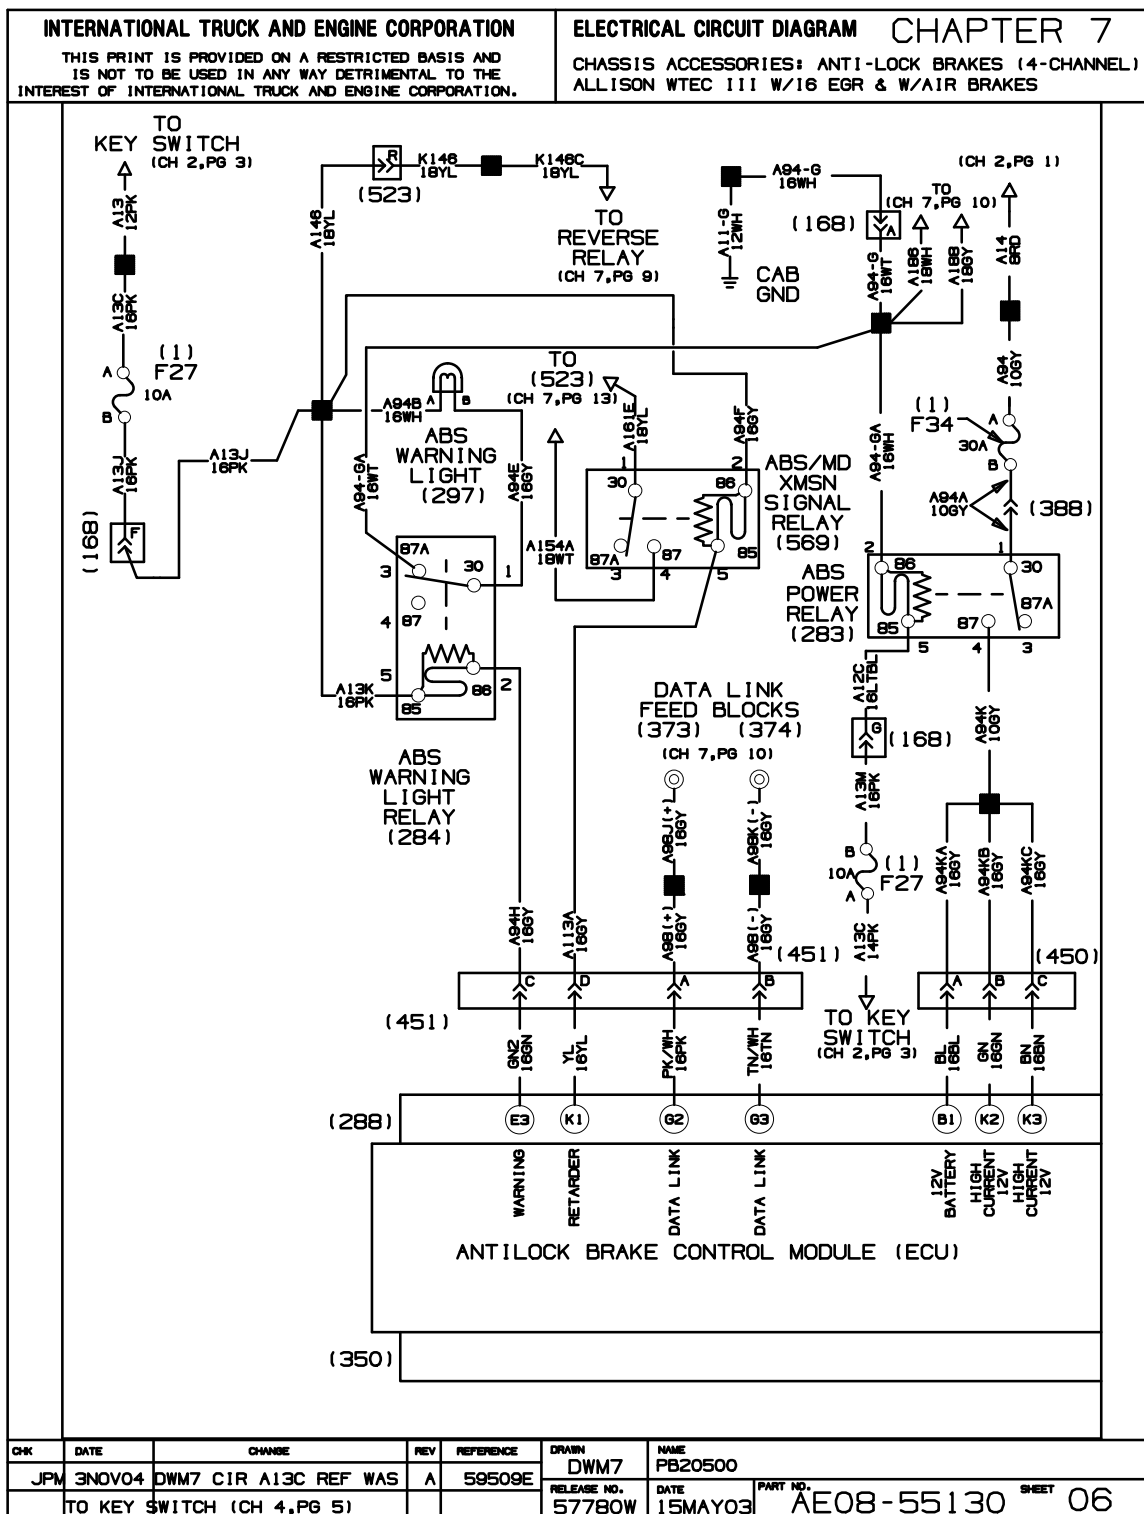 INTERNATIONAL TRUCK AND ENGINE CORPORATION
THIS PRINT IS PROVIDED ON A RESTRICTED BASIS AND
IS NOT TO BE USED IN ANY WAY DETRIMENTAL TO THE
INTEREST OF INTERNATIONAL TRUCK AND ENGINE CORPORATION.
ELECTRICAL CIRCUIT DIAGRAM CHAPTER 7
CHASSIS ACCESSORIES: ANTI-LOCK BRAKES (4-CHANNEL)
ALLISON WTEC III W/I6 EGR & W/AIR BRAKES
TO
KEY SWITCH
(CH 2,PG 3)
A13
12PK
A13C
16PK
A
(1)
F27
10A
B
A13J
16PK
F
(168)
A13J
16PK
A146
18YL
R
(523)
K146
18YL
K146C
18YL
TO
REVERSE
RELAY
(CH 7,PG 9)
A11-G
12WH
CAB
GND
A94-G
16WH
(168)
A
A94-G
16WT
TO
(CH 7,PG 10)
A186
18WH
A188
18GY
(CH 2,PG 1)
A14
8RD
A94
10GY
(1)
F34
A
30A
B
A94A
10GY
(388)
A94B
16WH
A B
ABS
WARNING
LIGHT
(297)
A94-GA
16WT
A94E
16GY
TO
(523)
(CH 7,PG 13)
A161E
18YL
A154A
18WT
A94F
16GY
1 2
30 86
87A 87 85
3 4 5
ABS/MD
XMSN
SIGNAL
RELAY
(569)
A94-GA
16WH
2 1
86 30
87A
85 87
5 4 3
ABS
POWER
RELAY
(283)
87A
3 30 1
4 87
5
86 2
85
A13K
16PK
ABS
WARNING
LIGHT
RELAY
(284)
DATA LINK
FEED BLOCKS
(373) (374)
(CH 7,PG 10)
A98J(+)
16GY
A98K(-)
16GY
A98(+)
16GY
A98(-)
16GY
A12C
16LTBL
G
(168)
A13M
16PK
B
10A
(1)
F27
A
A13C
14PK
TO KEY
SWITCH
(CH 2,PG 3)
A94K
10GY
A94KA
16GY
A94KB
16GY
A94KC
16GY
A94H
16GY
A113A
16GY
(451)
(450)
C D A B
A B C
(451)
GN2
16GN
YL
16YL
PK/WH
16PK
TN/WH
16TN
BL
16BL
GN
16GN
BN
16BN
(288)
E3 K1 G2 G3 B1 K2 K3
WARNING
RETARDER
DATA LINK
DATA LINK
12V
BATTERY
HIGH
CURRENT
12V
HIGH
CURRENT
12V
ANTILOCK BRAKE CONTROL MODULE (ECU)
(350)
CHK DATE CHANGE REV REFERENCE
JPM 3NOV04 DWM7 CIR A13C REF WAS A 59509E
TO KEY SWITCH (CH 4,PG 5)
DRAWN
DWM7
NAME
PB20500
RELEASE NO.
57780W
DATE
15MAY03
PART NO.
AE08-55130
SHEET 06